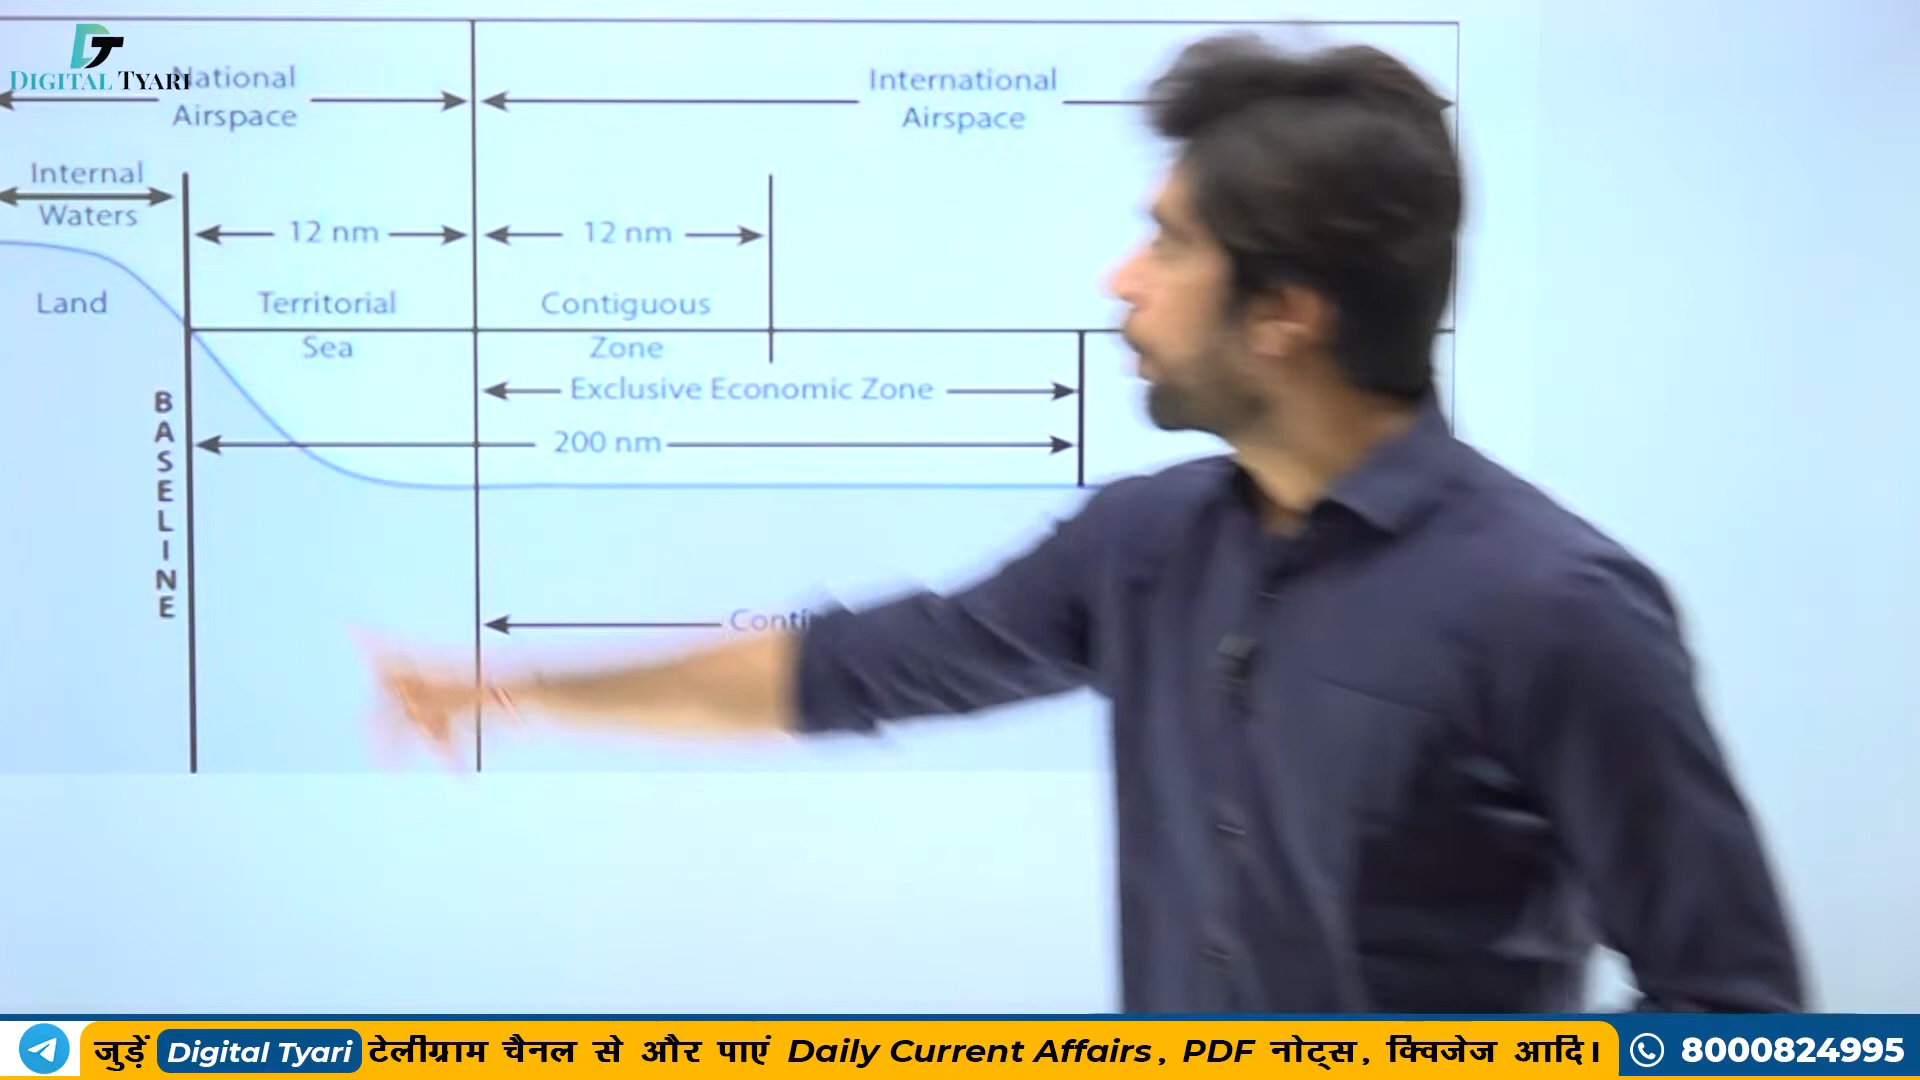 DIGITAL TYARI
National
Airspace
International
Airspace
Internal
Waters
12 nm
12 nm
Land
Territorial
Sea
Contiguous
Zone
Exclusive Economic Zone
200 nm
BASELINE
जुड़ें Digital Tyari टेलीग्राम चैनल से और पाएं Daily Current Affairs, PDF नोट्स, क्विजेज आदि।
8000824995